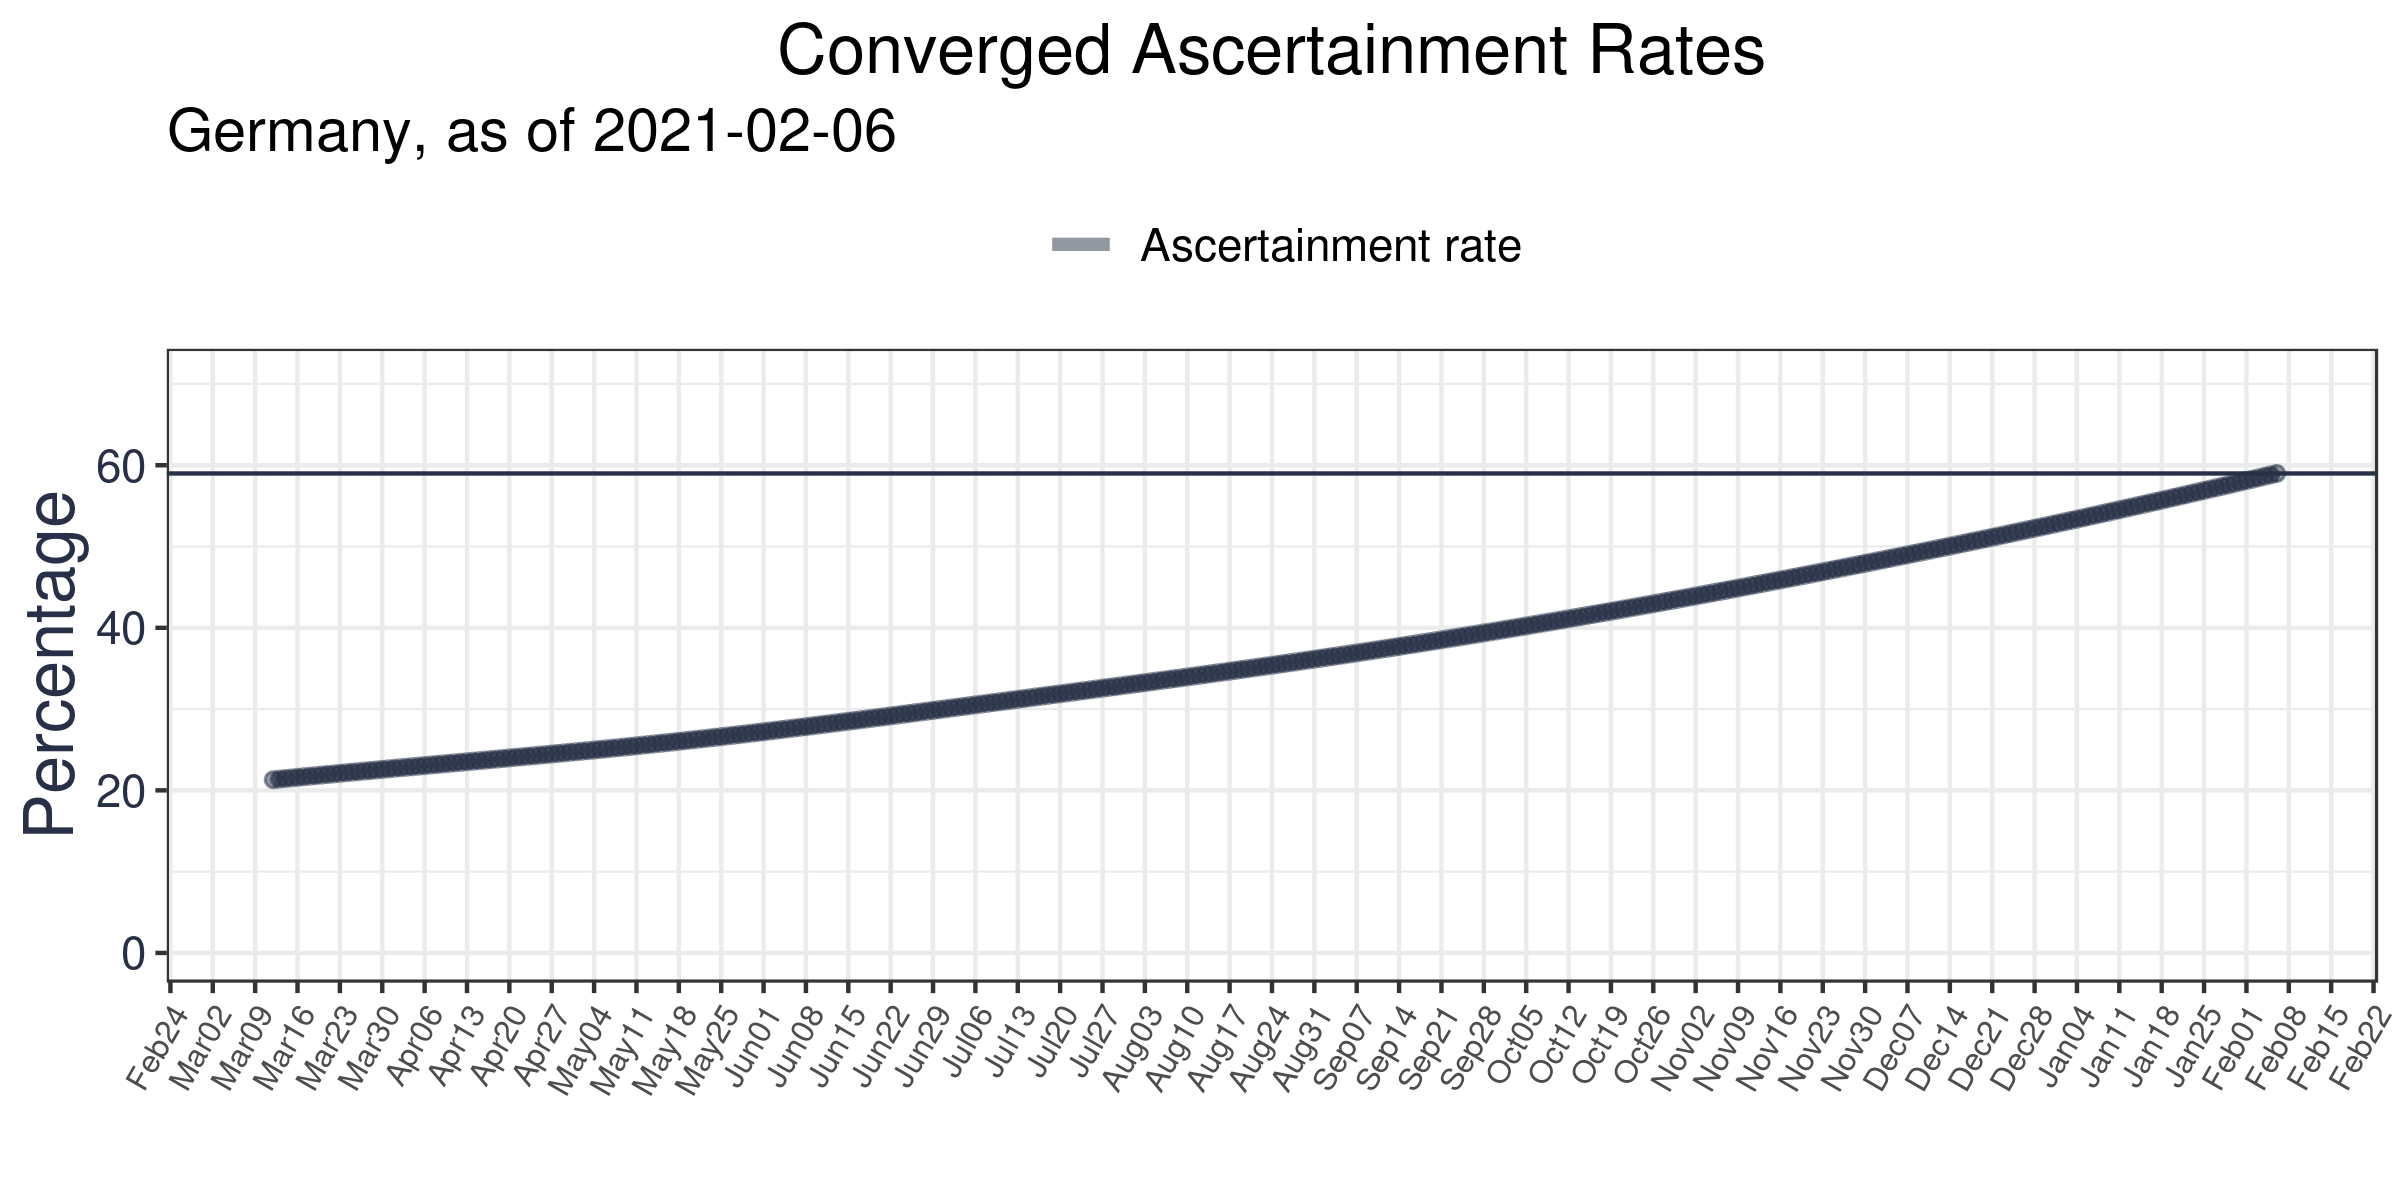 Converged Ascertainment Rates
Germany, as of 2021-02-06
Ascertainment rate
Percentage
60
40
20
0
Feb24 Mar02 Mar09 Mar16 Mar23 Mar30 Apr06 Apr13 Apr20 Apr27 May04 May11 May18 May25 Jun01 Jun08 Jun15 Jun22 Jun29 Jul06 Jul13 Jul20 Jul27 Aug03 Aug10 Aug17 Aug24 Aug31 Sep07 Sep14 Sep21 Sep28 Oct05 Oct12 Oct19 Oct26 Nov02 Nov09 Nov16 Nov23 Nov30 Dec07 Dec14 Dec21 Dec28 Jan04 Jan11 Jan18 Jan25 Feb01 Feb08 Feb15 Feb22